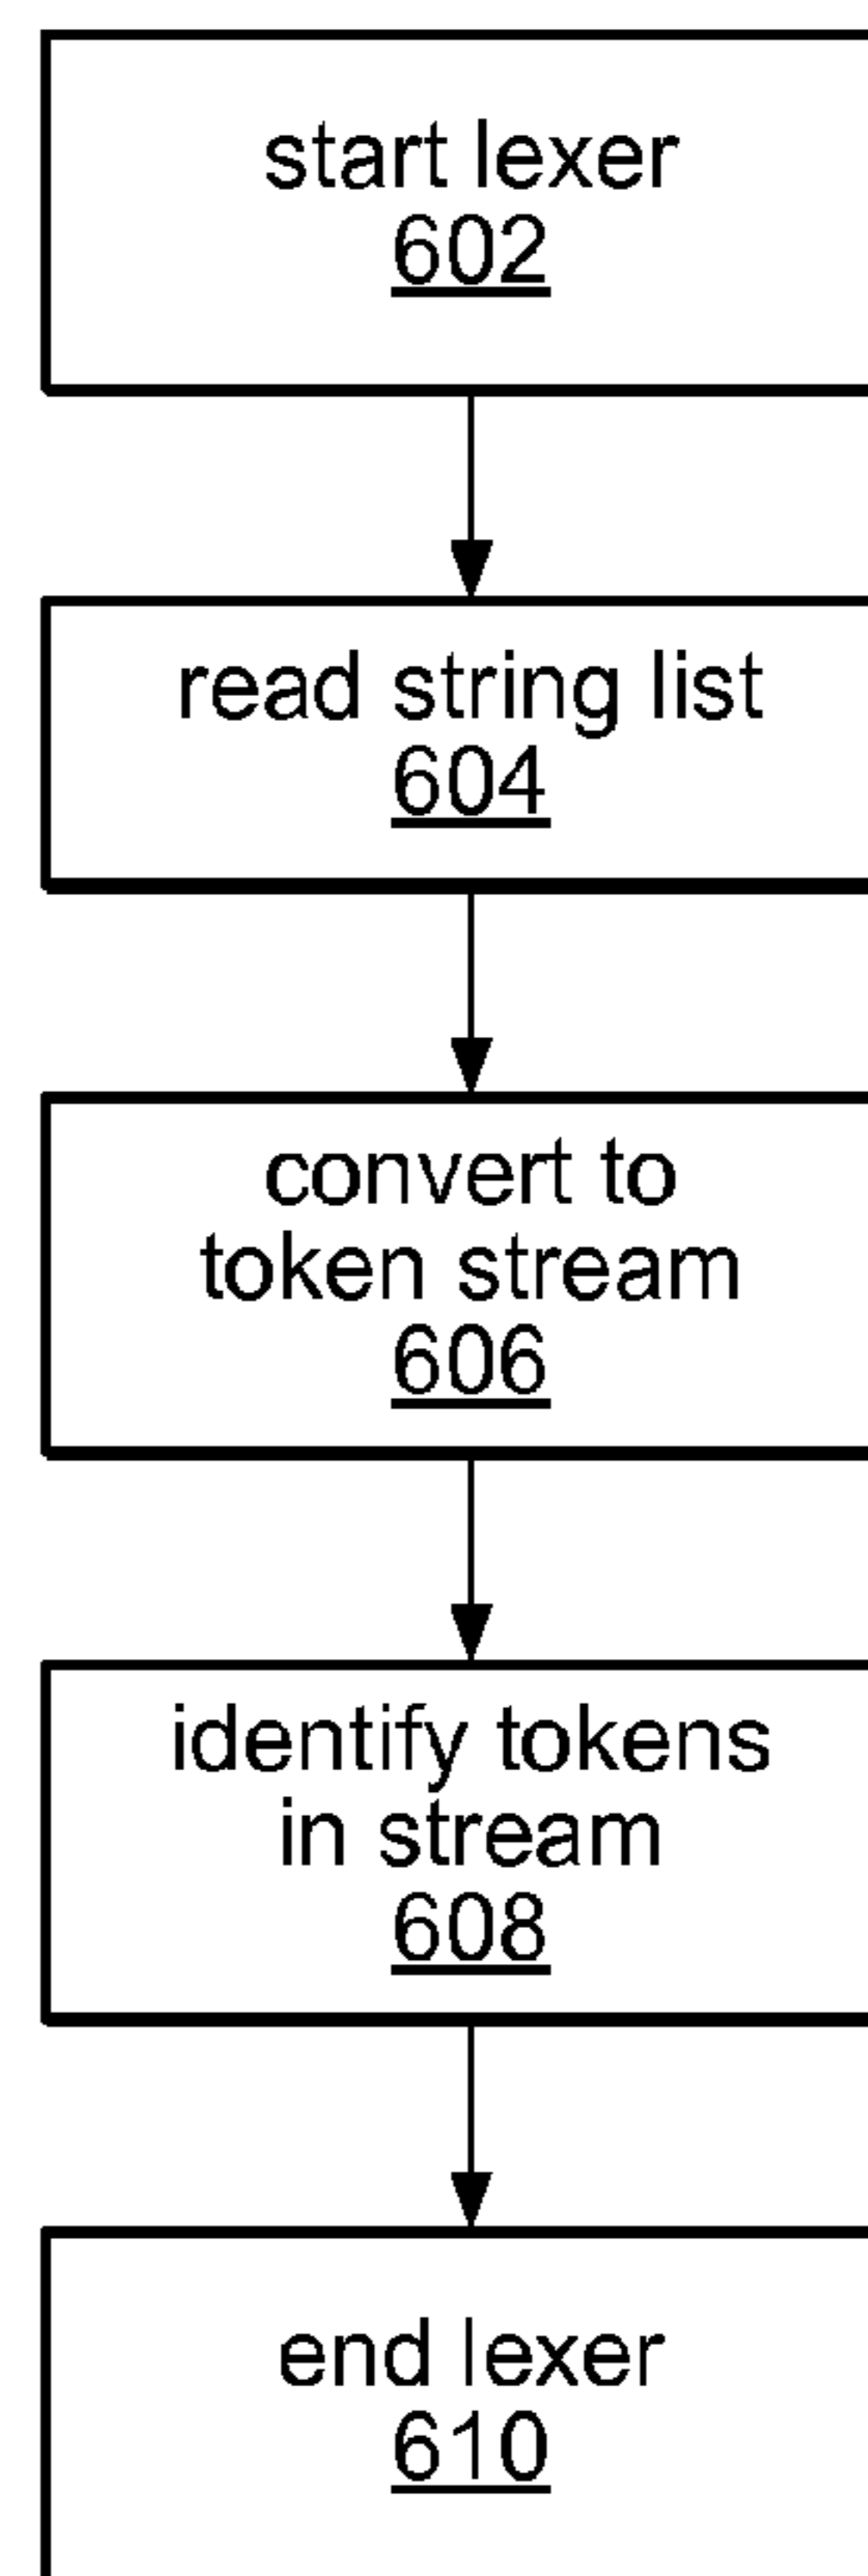 start lexer
602
read string list
604
convert to
token stream
606
identify tokens
in stream
608
end lexer
610